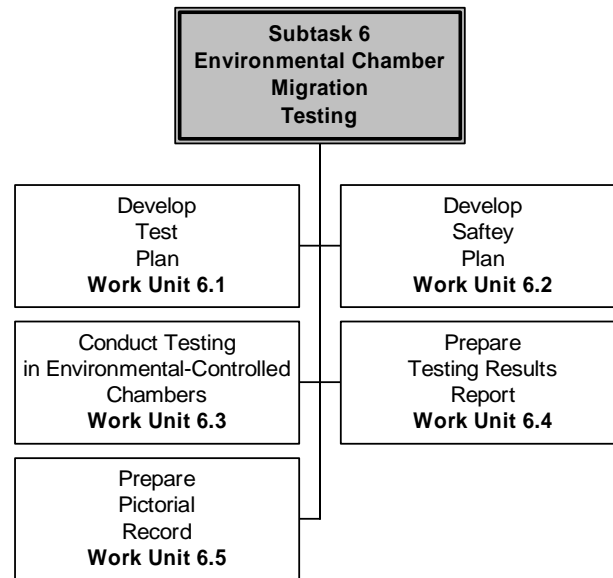 Subtask 6
Environmental Chamber
Migration
Testing
Develop
Test
Plan
Work Unit 6.1
Develop
Saftey
Plan
Work Unit 6.2
Conduct Testing
in Environmental-Controlled
Chambers
Work Unit 6.3
Prepare
Testing Results
Report
Work Unit 6.4
Prepare
Pictorial
Record
Work Unit 6.5